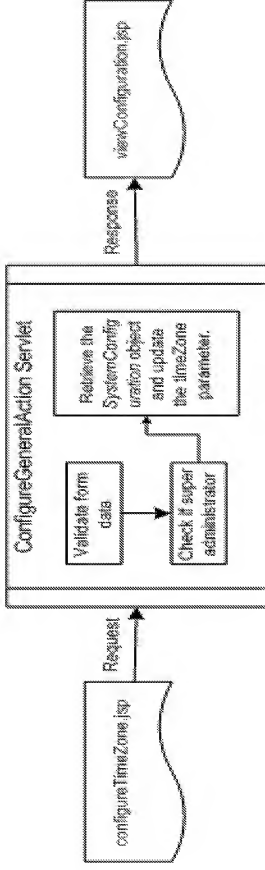 configureTimeZone.jsp
Request
ConfigureGeneralAction Servlet
Validate form
data
Check if super
administrator
Retrieve the
SystemConfig
uration object
and update
the timeZone
parameter.
Response
viewConfiguration.jsp